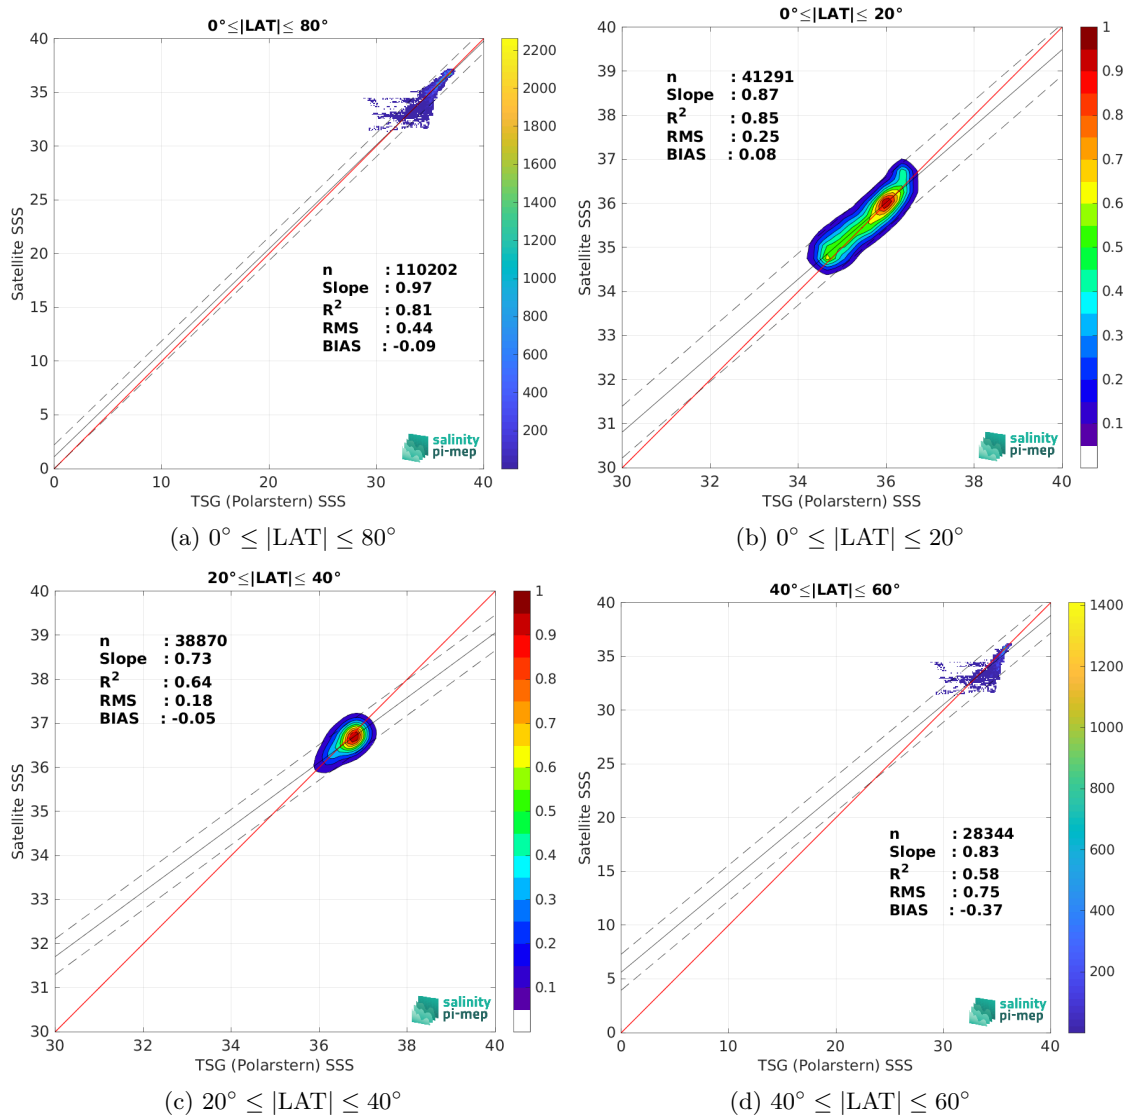 0°≤|LAT|≤ 80°
40
35
30
25
20
15
10
5
0
Satellite SSS
0
10
20
30
40
TSG (Polarstern) SSS
n : 110202
Slope : 0.97
R² : 0.81
RMS : 0.44
BIAS : -0.09
salinity
pi-mep
2200
2000
1800
1600
1400
1200
1000
800
600
400
200
(a) 0° ≤ |LAT| ≤ 80°
0°≤|LAT|≤ 20°
40
39
38
37
36
35
34
33
32
31
30
Satellite SSS
30
32
34
36
38
40
TSG (Polarstern) SSS
n : 41291
Slope : 0.87
R² : 0.85
RMS : 0.25
BIAS : 0.08
salinity
pi-mep
1
0.9
0.8
0.7
0.6
0.5
0.4
0.3
0.2
0.1
(b) 0° ≤ |LAT| ≤ 20°
20°≤|LAT|≤ 40°
40
39
38
37
36
35
34
33
32
31
30
Satellite SSS
30
32
34
36
38
40
TSG (Polarstern) SSS
n : 38870
Slope : 0.73
R² : 0.64
RMS : 0.18
BIAS : -0.05
salinity
pi-mep
1
0.9
0.8
0.7
0.6
0.5
0.4
0.3
0.2
0.1
(c) 20° ≤ |LAT| ≤ 40°
40°≤|LAT|≤ 60°
40
35
30
25
20
15
10
5
0
Satellite SSS
0
10
20
30
40
TSG (Polarstern) SSS
n : 28344
Slope : 0.83
R² : 0.58
RMS : 0.75
BIAS : -0.37
salinity
pi-mep
1400
1200
1000
800
600
400
200
(d) 40° ≤ |LAT| ≤ 60°